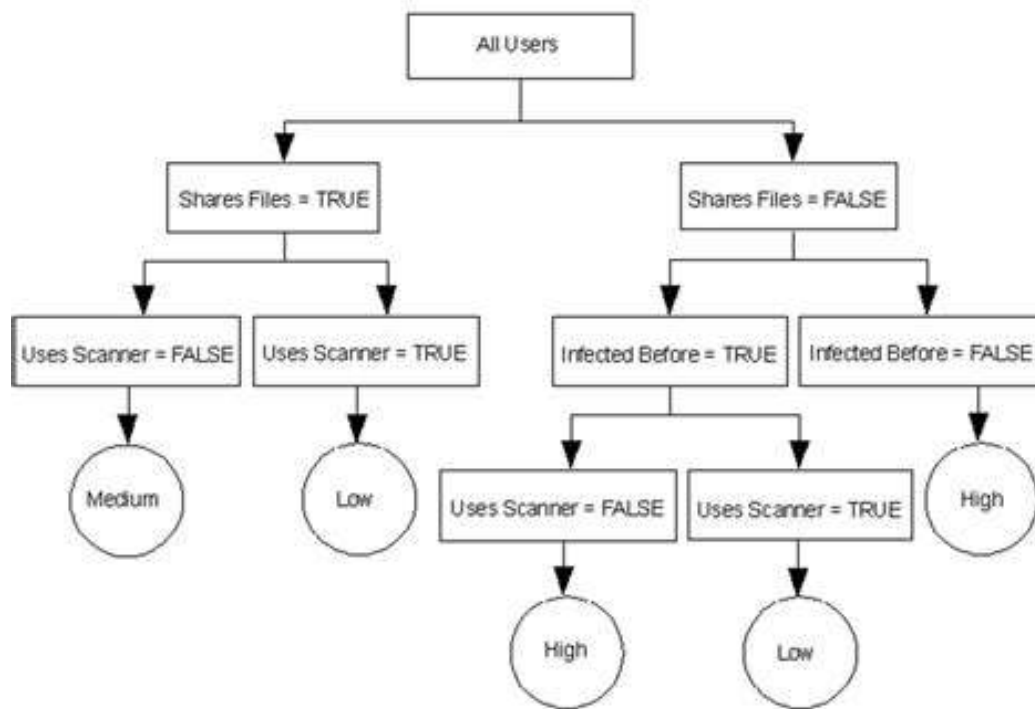 All Users
Shares Files = TRUE
Shares Files = FALSE
Uses Scanner = FALSE
Uses Scanner = TRUE
Infected Before = TRUE
Infected Before = FALSE
Medium
Low
Uses Scanner = FALSE
Uses Scanner = TRUE
High
High
Low